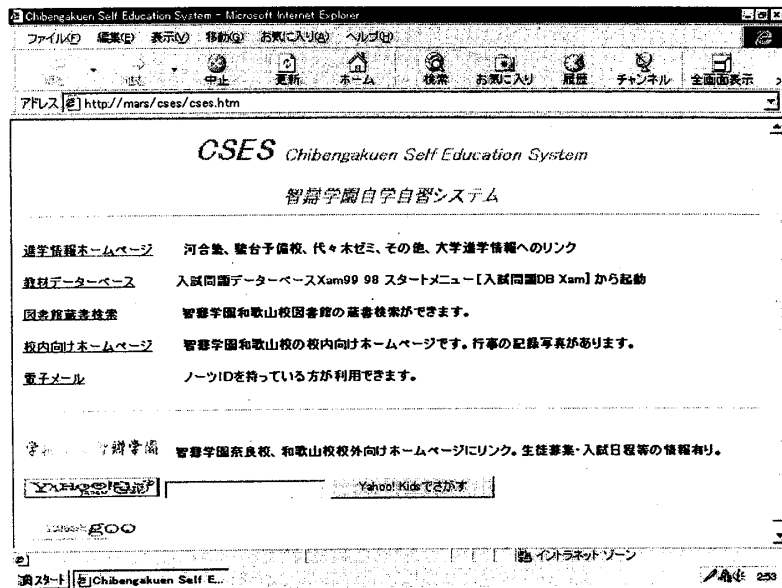 Chibengakuen Self Education System - Microsoft Internet Explorer
ファイル(F) 編集(E) 表示(V) 移動(G) お気に入り(A) ヘルプ(H)
中止 更新 ホーム 検索 お気に入り 履歴 チャンネル 全画面表示
アドレス http://mars/cses/cses.htm
CSES Chibengakuen Self Education System
智辯学園自学自習システム
進学情報ホームページ 河合塾、駿台予備校、代々木ゼミ、その他、大学進学情報へのリンク
教材データーベース 入試問題データーベースXam99 98 スタートメニュー[入試問題DB Xam]から起動
図書館蔵書検索 智辯学園和歌山校図書館の蔵書検索ができます。
校内向けホームページ 智辯学園和歌山校の校内向けホームページです。行事の記録写真があります。
電子メール ノーツIDを持っている方が利用できます。
智辯学園 智辯学園奈良校、和歌山校校外向けホームページにリンク。生徒募集・入試日程等の情報有り。
Yahoo! Kidsでさがす
goo
イントラネット ゾーン
スタート Chibengakuen Self E...